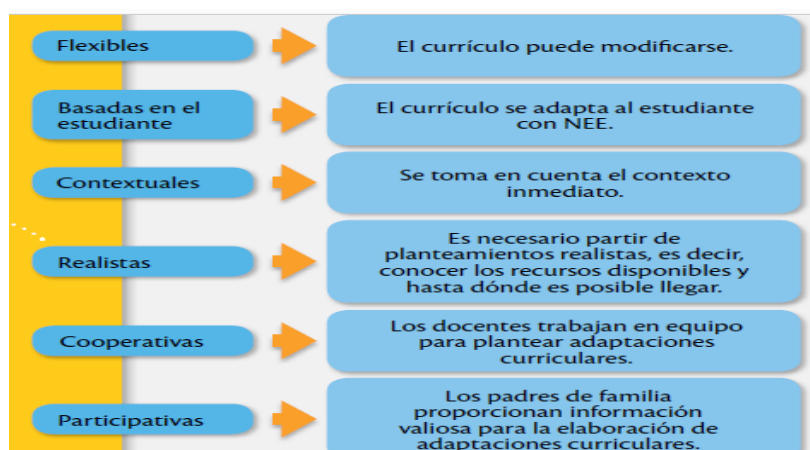 Flexibles
El currículo puede modificarse.
Basadas en el
estudiante
El currículo se adapta al estudiante
con NEE.
Contextuales
Se toma en cuenta el contexto
inmediato.
Realistas
Es necesario partir de
planteamientos realistas, es decir,
conocer los recursos disponibles y
hasta dónde es posible llegar.
Cooperativas
Los docentes trabajan en equipo
para plantear adaptaciones
curriculares.
Participativas
Los padres de familia
proporcionan información
valiosa para la elaboración de
adaptaciones curriculares.